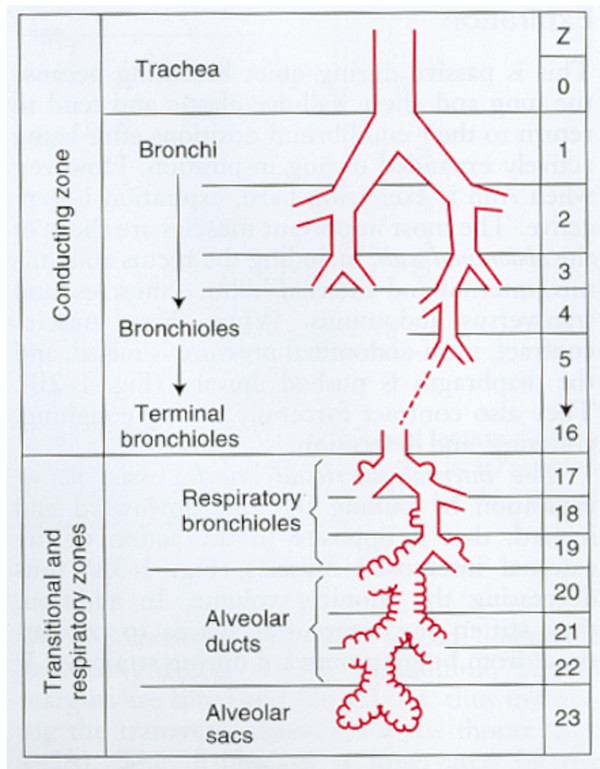 Z
Trachea
0
Bronchi
1
2
3
4
Bronchioles
5
Terminal
bronchioles
16
Conducting zone
17
Respiratory
bronchioles
18
19
20
Alveolar
ducts
21
22
Alveolar
sacs
23
Transitional and
respiratory zones